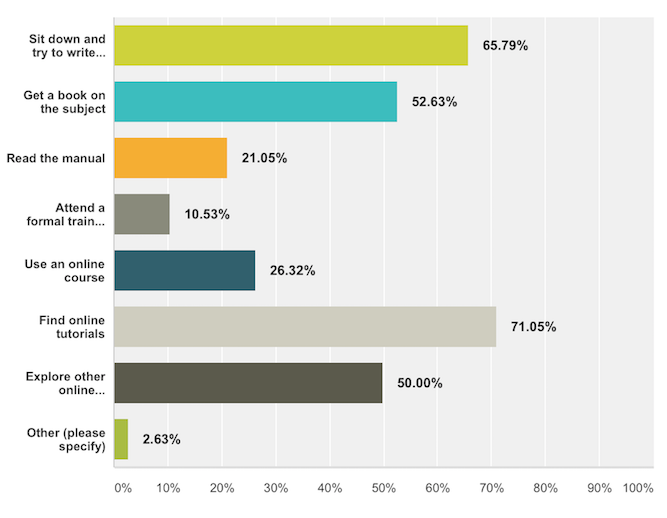 Sit down and
try to write...
65.79%
Get a book on
the subject
52.63%
Read the manual
21.05%
Attend a
formal train...
10.53%
Use an online
course
26.32%
Find online
tutorials
71.05%
Explore other
online...
50.00%
Other (please
specify)
2.63%
0% 10% 20% 30% 40% 50% 60% 70% 80% 90% 100%